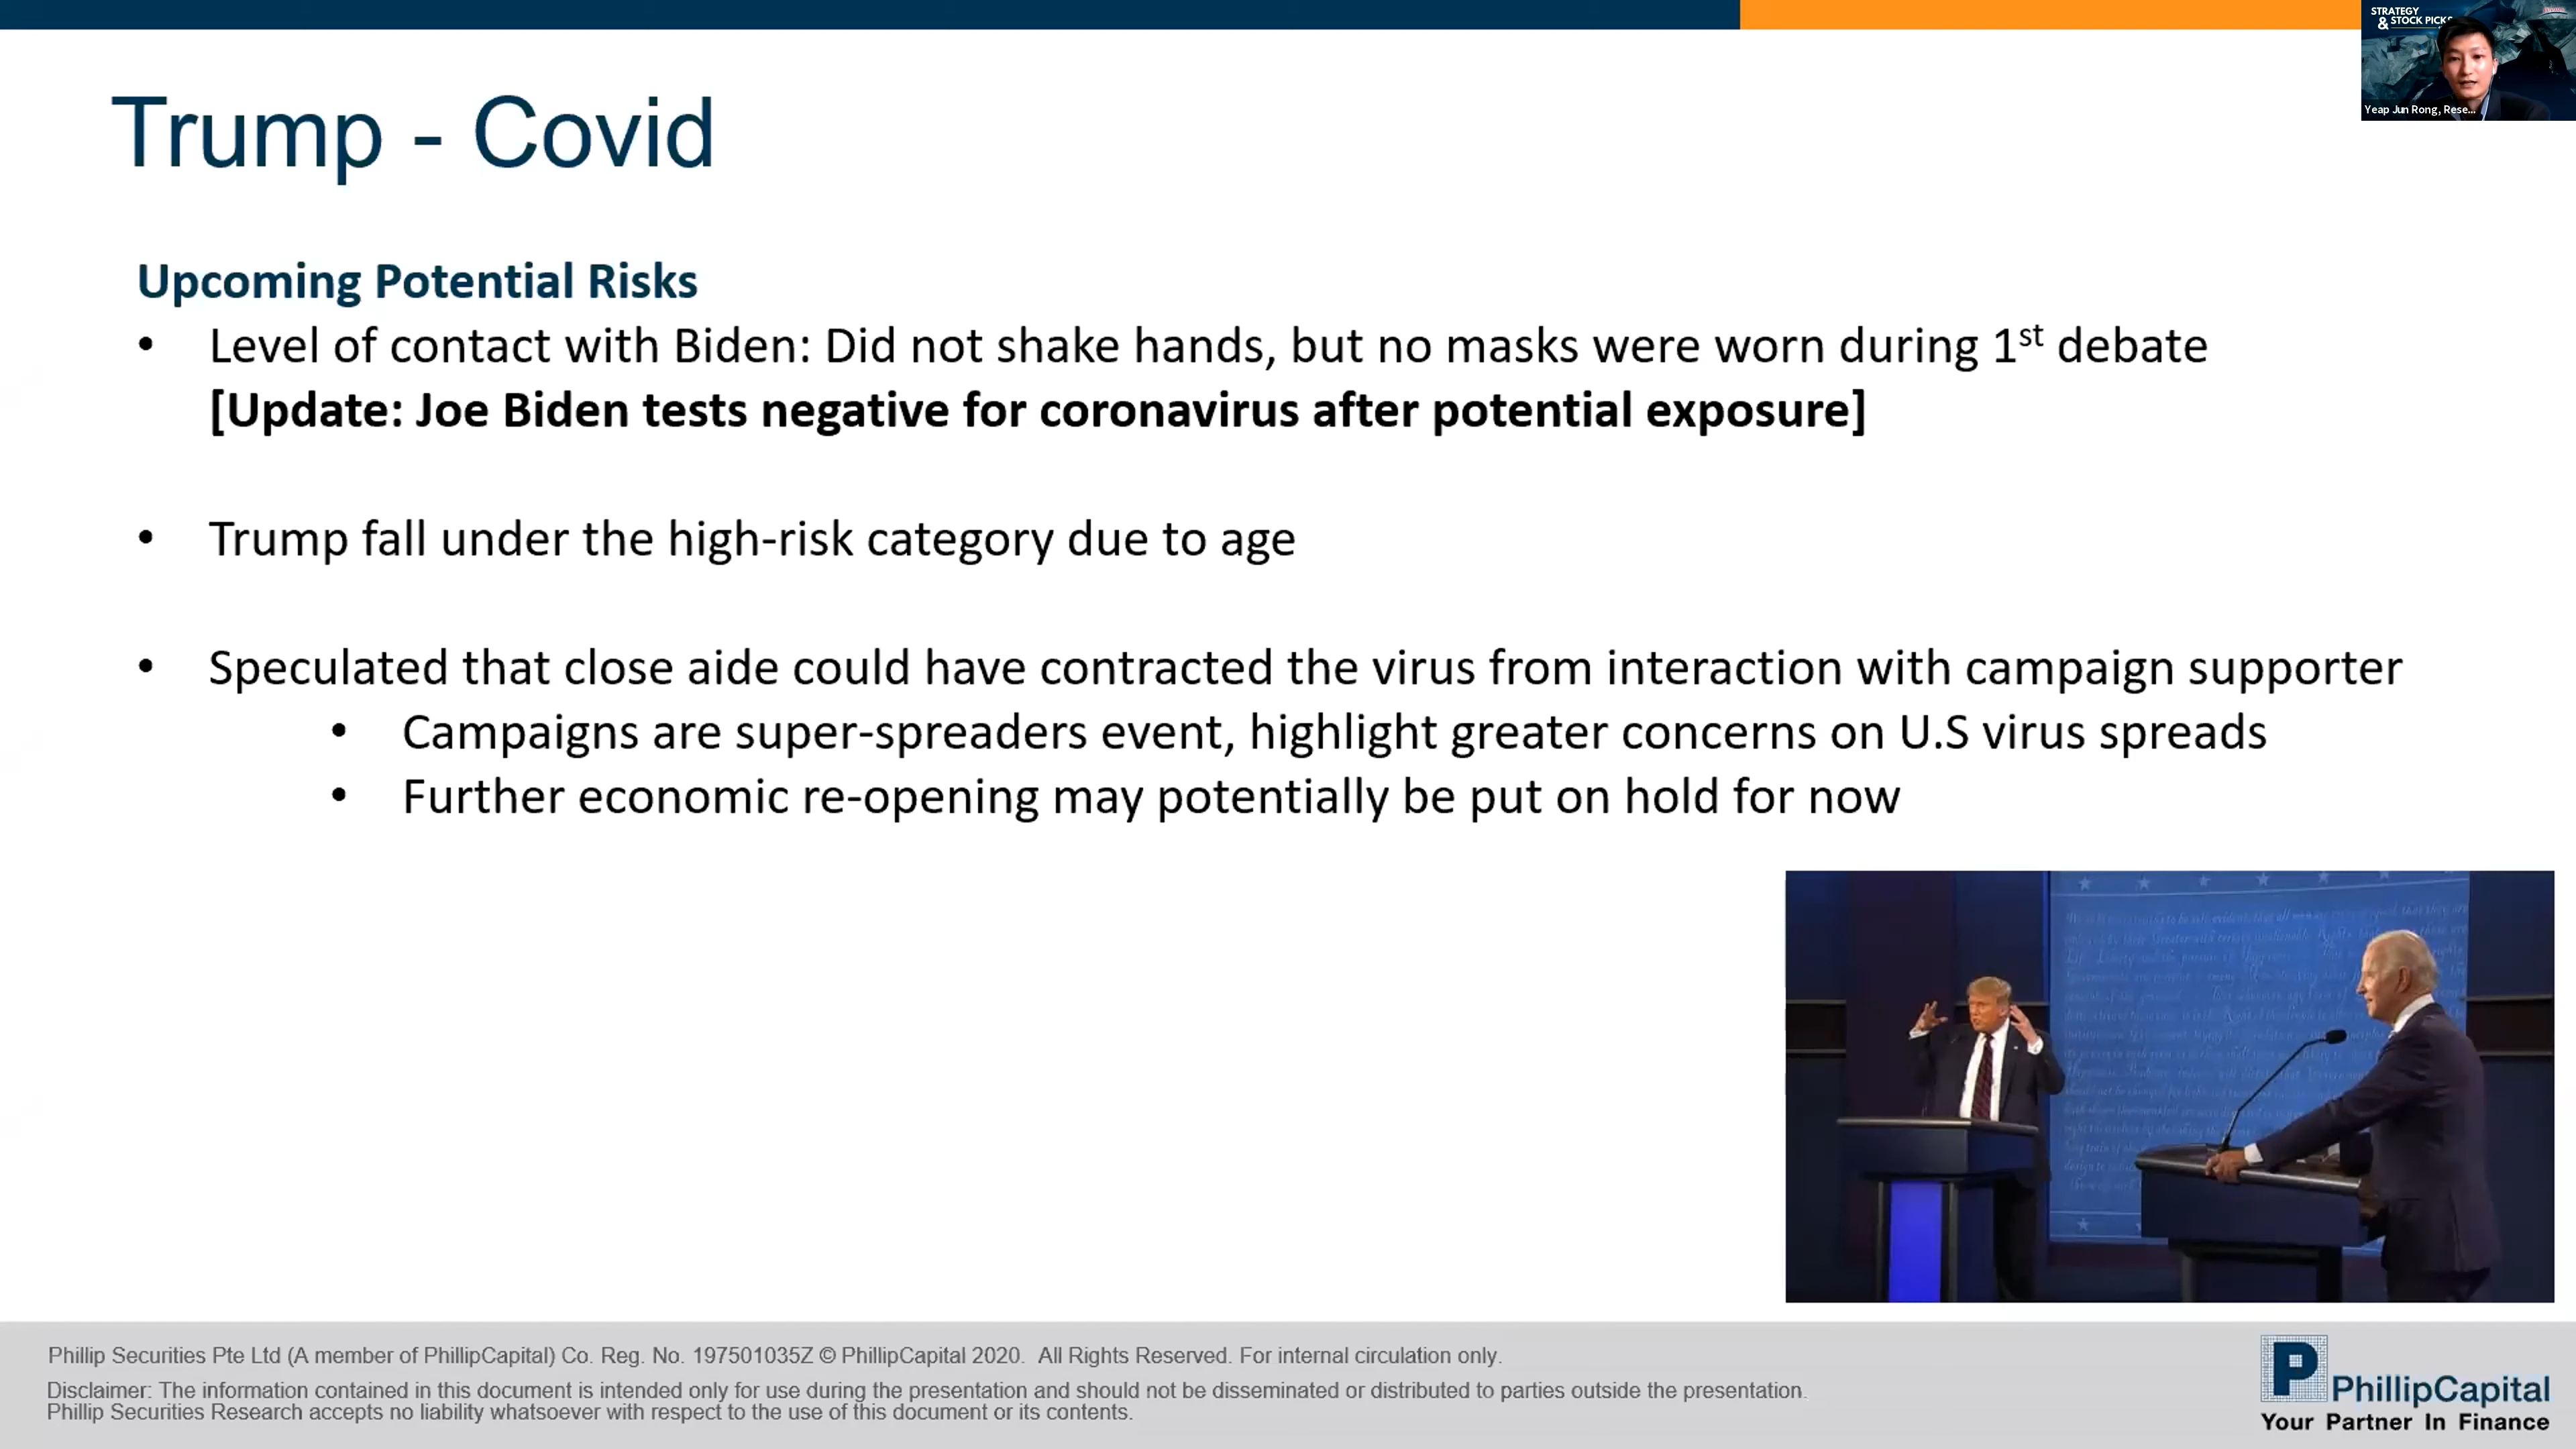 STRATEGY
& STOCK PICKS
Yeap Jun Rong, Rese...
Trump - Covid
Upcoming Potential Risks
• Level of contact with Biden: Did not shake hands, but no masks were worn during 1st debate
[Update: Joe Biden tests negative for coronavirus after potential exposure]
• Trump fall under the high-risk category due to age
• Speculated that close aide could have contracted the virus from interaction with campaign supporter
• Campaigns are super-spreaders event, highlight greater concerns on U.S virus spreads
• Further economic re-opening may potentially be put on hold for now
Phillip Securities Pte Ltd (A member of PhillipCapital) Co. Reg. No. 197501035Z © PhillipCapital 2020. All Rights Reserved. For internal circulation only.
Disclaimer: The information contained in this document is intended only for use during the presentation and should not be disseminated or distributed to parties outside the presentation.
Phillip Securities Research accepts no liability whatsoever with respect to the use of this document or its contents.
P
PhillipCapital
Your Partner In Finance